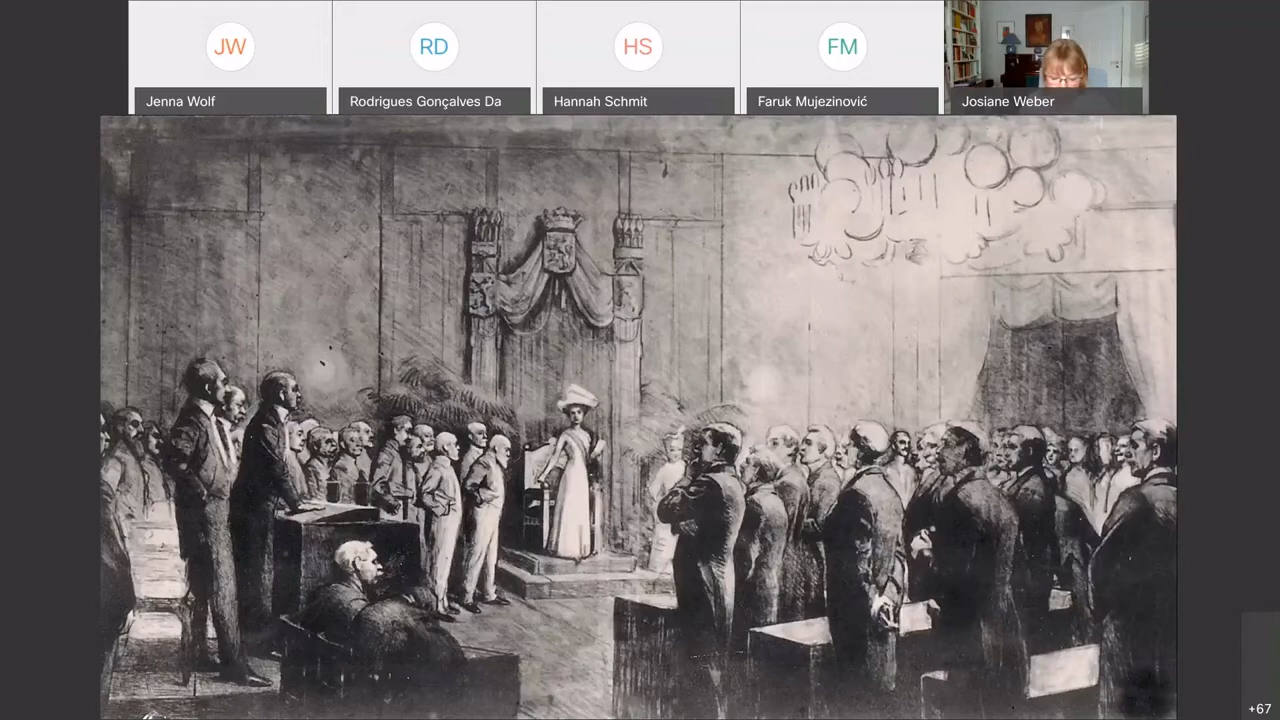 JW
RD
HS
FM
Jenna Wolf
Rodrigues Gonçalves Da
Hannah Schmit
Faruk Mujezinović
Josiane Weber
+67